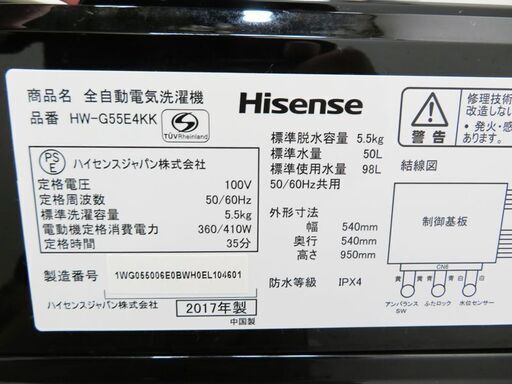 商品名 全自動電気洗濯機
品番 HW-G55E4KK
TÜVRheinland
PS E ハイセンスジャパン株式会社
定格電圧 100V
定格周波数 50/60Hz
標準洗濯容量 5.5kg
電動機定格消費電力 360/410W
定格時間 35分
製造番号 1WG055006E0BWH0EL104601
ハイセンスジャパン株式会社 2017年製
中国製
Hisense
標準脱水容量 5.5kg
標準水量 50L
標準使用水量 98L
50/60Hz共用
外形寸法
幅 540mm
奥行 540mm
高さ 950mm
防水等級 IPX4
警告
修理技術
改造しない
・発火・感
あります。
結線図
制御基板
CN6
黄 黄 青 青 白 白
アンバランスSW ふたロック 水位センサー